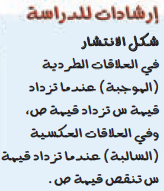 إرشادات للدراسة
شكل الانتشار
في العلاقات الطردية
(الموجبة) عندما تزداد
قيمة س تزداد قيمة ص،
وفي العلاقات العكسية
(السالبة) عندما تزداد قيمة
س تنقص قيمة ص.